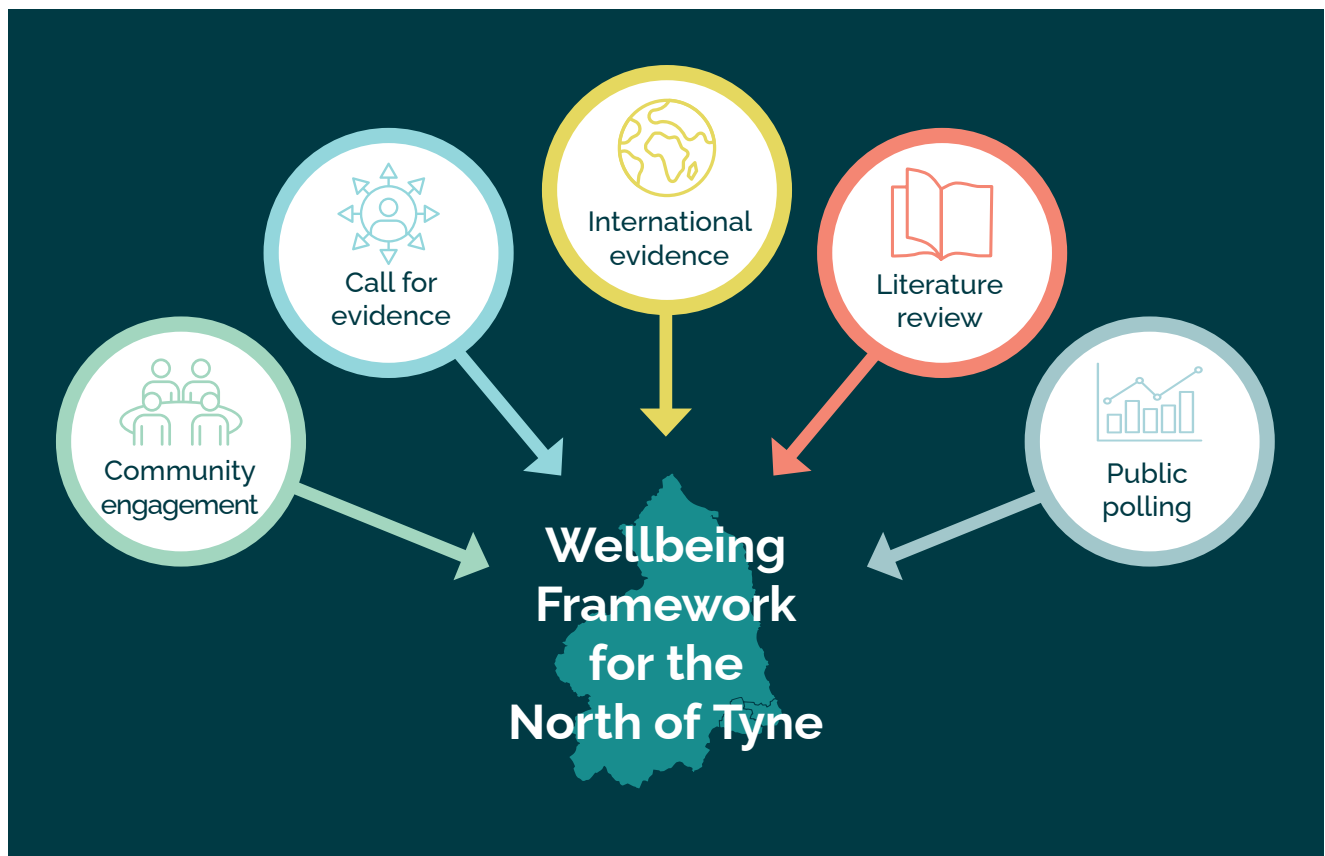 Community
engagement
Call for
evidence
International
evidence
Literature
review
Public
polling
Wellbeing
Framework
for the
North of Tyne